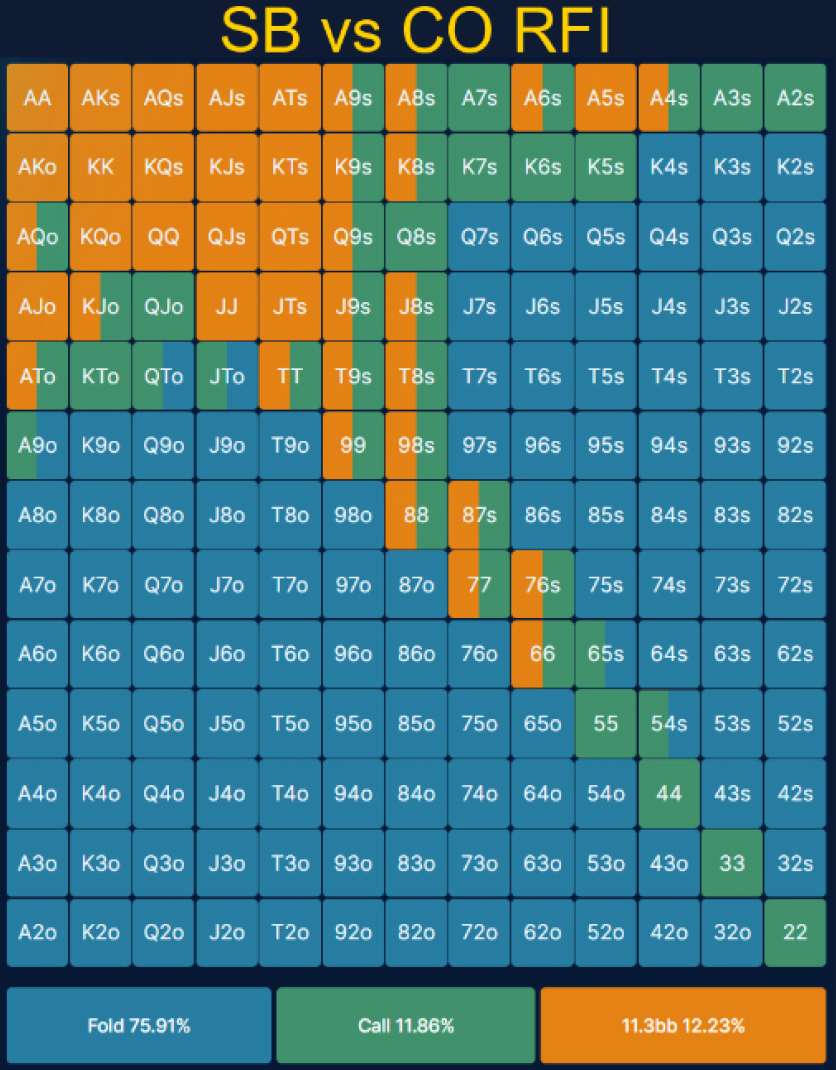 SB vs CO RFI
AA AKs AQs AJs ATs A9s A8s A7s A6s A5s A4s A3s A2s
AKo KK KQs KJs KTs K9s K8s K7s K6s K5s K4s K3s K2s
AQo KQo QQ QJs QTs Q9s Q8s Q7s Q6s Q5s Q4s Q3s Q2s
AJo KJo QJo JJ JTs J9s J8s J7s J6s J5s J4s J3s J2s
ATo KTo QTo JTo TT T9s T8s T7s T6s T5s T4s T3s T2s
A9o K9o Q9o J9o T9o 99 98s 97s 96s 95s 94s 93s 92s
A8o K8o Q8o J8o T8o 98o 88 87s 86s 85s 84s 83s 82s
A7o K7o Q7o J7o T7o 97o 87o 77 76s 75s 74s 73s 72s
A6o K6o Q6o J6o T6o 96o 86o 76o 66 65s 64s 63s 62s
A5o K5o Q5o J5o T5o 95o 85o 75o 65o 55 54s 53s 52s
A4o K4o Q4o J4o T4o 94o 84o 74o 64o 54o 44 43s 42s
A3o K3o Q3o J3o T3o 93o 83o 73o 63o 53o 43o 33 32s
A2o K2o Q2o J2o T2o 92o 82o 72o 62o 52o 42o 32o 22
Fold 75.91% Call 11.86% 11.3bb 12.23%